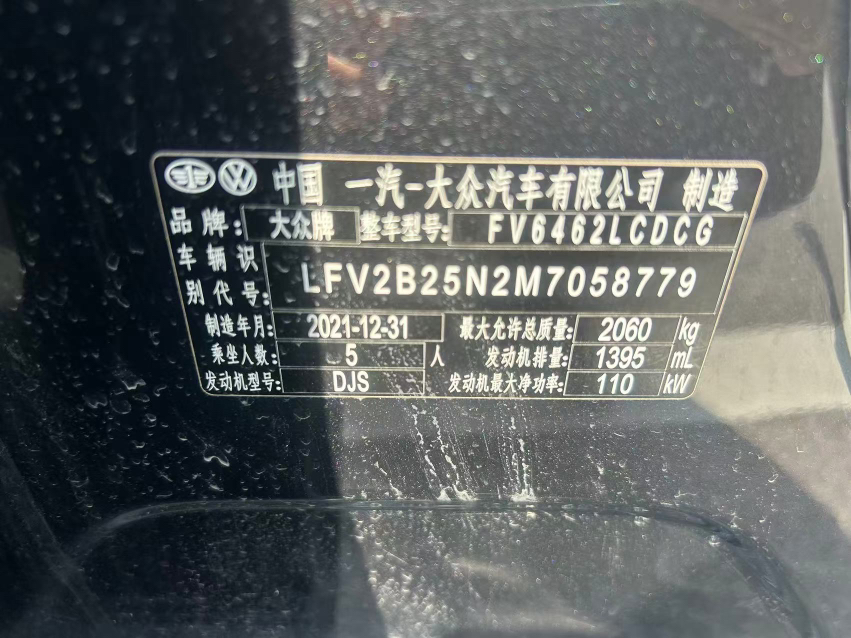 中国 一汽-大众汽车有限公司 制造
品牌: 大众牌 整车型号: FV6462LCDCG
车辆识别代号: LFV2B25N2M7058779
制造年月: 2021-12-31 最大允许总质量: 2060 kg
乘坐人数: 5 人 发动机排量: 1395 mL
发动机型号: DJS 发动机最大净功率: 110 kW